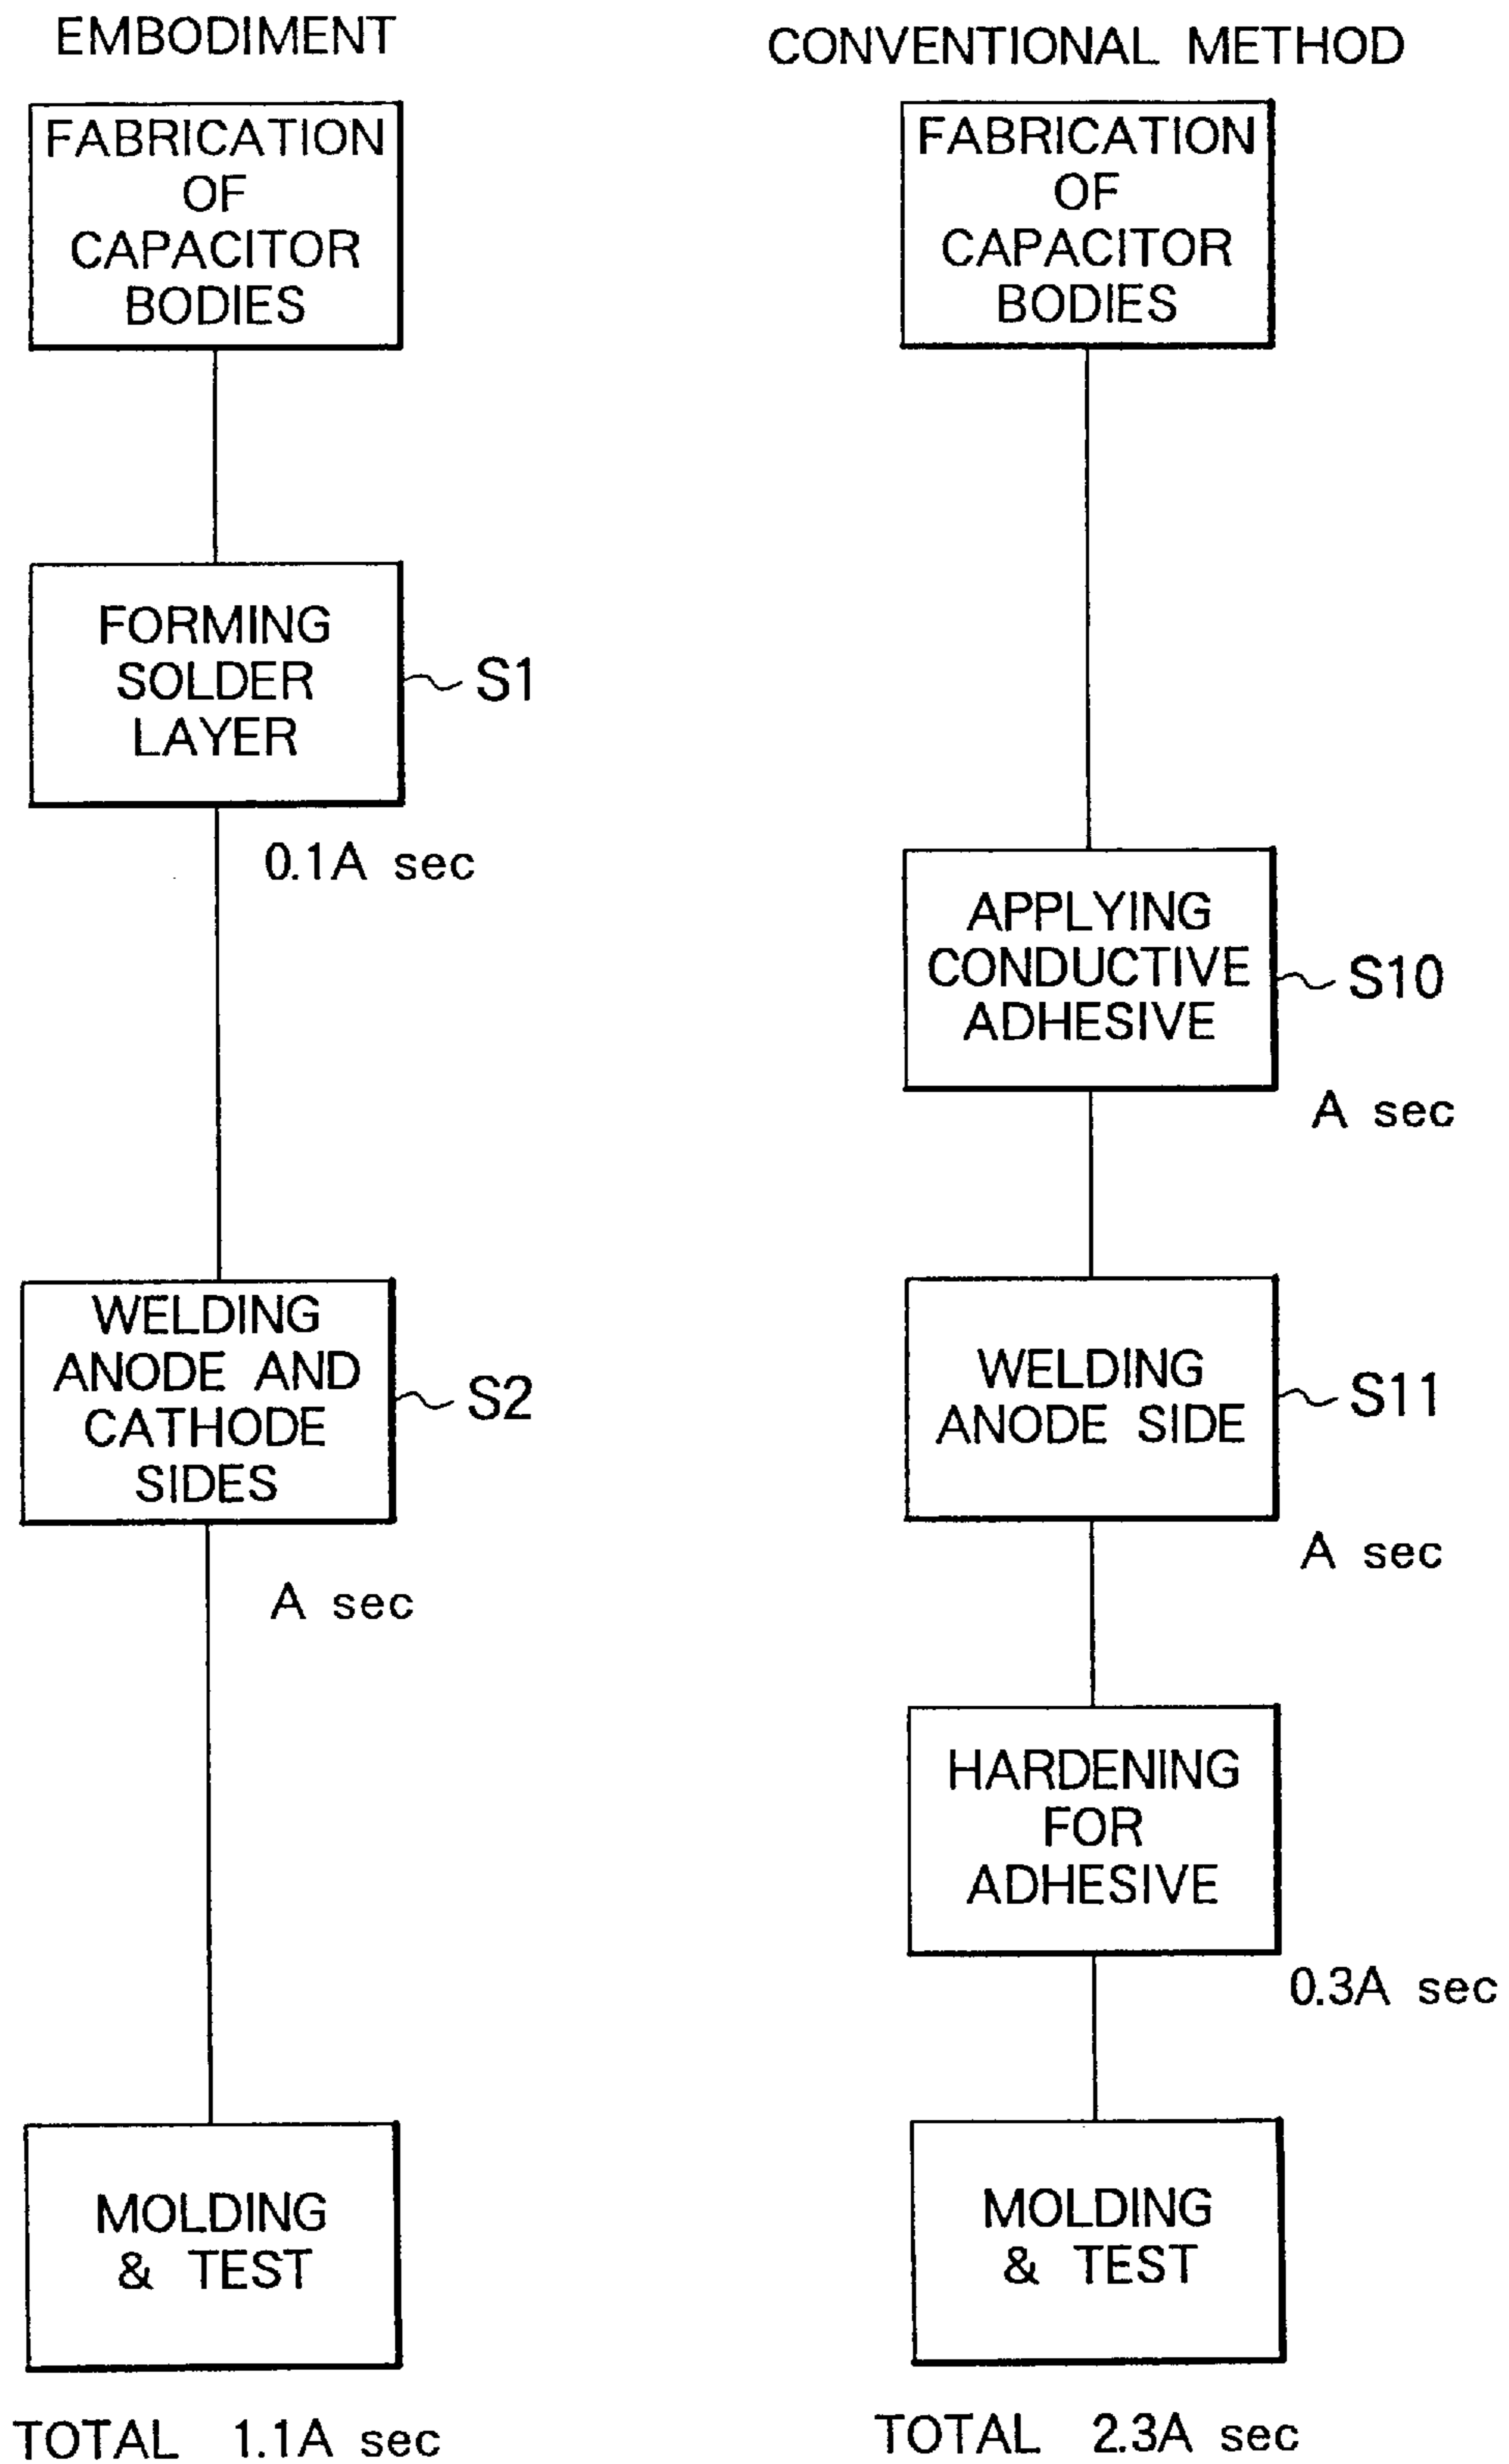 EMBODIMENT
FABRICATION
OF
CAPACITOR
BODIES
FORMING
SOLDER
LAYER
S1
0.1A sec
WELDING
ANODE AND
CATHODE
SIDES
S2
A sec
MOLDING
& TEST
TOTAL 1.1A sec
CONVENTIONAL METHOD
FABRICATION
OF
CAPACITOR
BODIES
APPLYING
CONDUCTIVE
ADHESIVE
S10
A sec
WELDING
ANODE SIDE
S11
A sec
HARDENING
FOR
ADHESIVE
0.3A sec
MOLDING
& TEST
TOTAL 2.3A sec